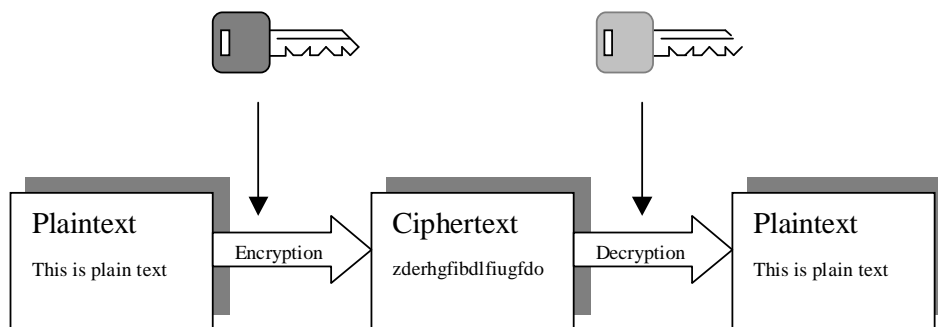 Plaintext
This is plain text
Encryption
Ciphertext
zderhgfibdlfiugfdo
Decryption
Plaintext
This is plain text